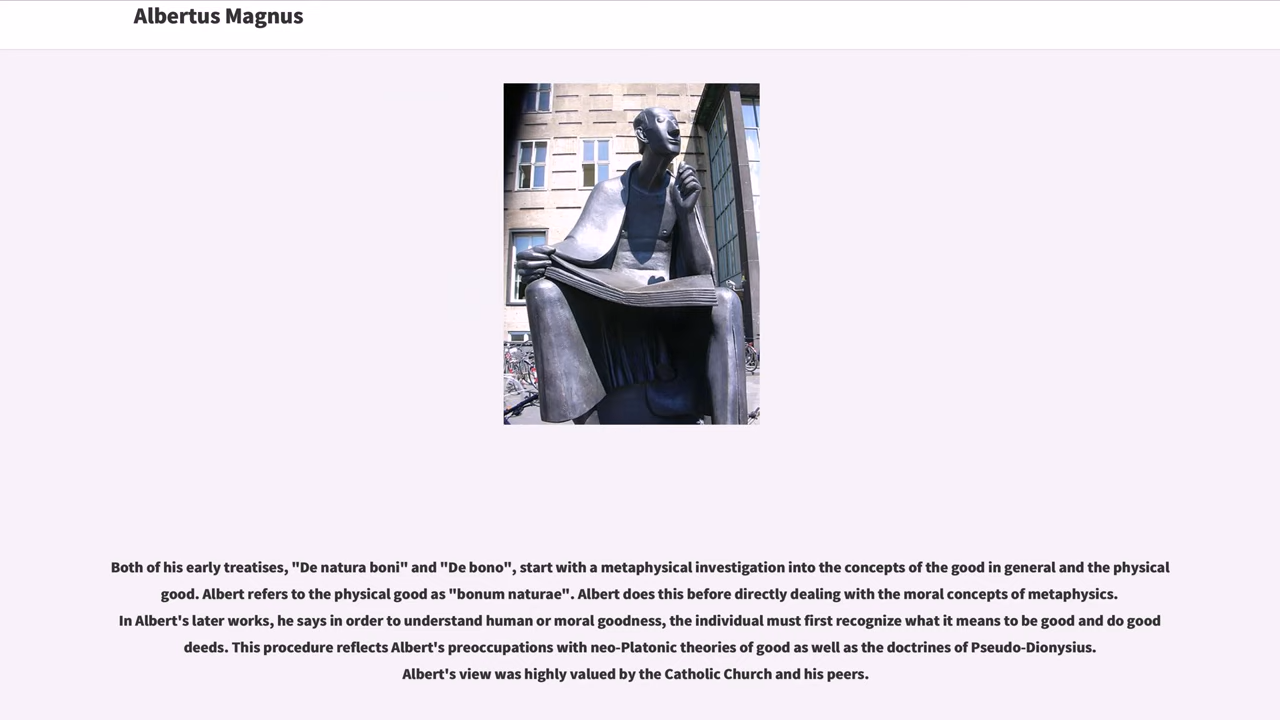 Albertus Magnus
Both of his early treatises, "De natura boni" and "De bono", start with a metaphysical investigation into the concepts of the good in general and the physical
good. Albert refers to the physical good as "bonum naturae". Albert does this before directly dealing with the moral concepts of metaphysics.
In Albert's later works, he says in order to understand human or moral goodness, the individual must first recognize what it means to be good and do good
deeds. This procedure reflects Albert's preoccupations with neo-Platonic theories of good as well as the doctrines of Pseudo-Dionysius.
Albert's view was highly valued by the Catholic Church and his peers.